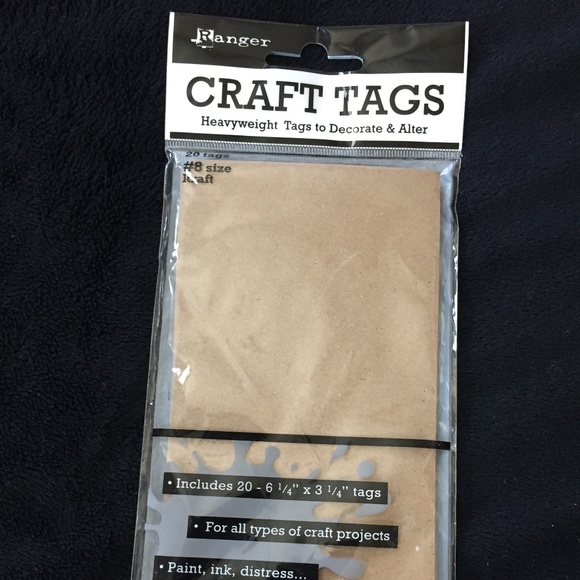 Ranger
CRAFT TAGS
Heavyweight Tags to Decorate & Alter
20 tags
#8 size
kraft
• Includes 20 - 6 1/4" x 3 1/4" tags
• For all types of craft projects
• Paint, ink, distress...